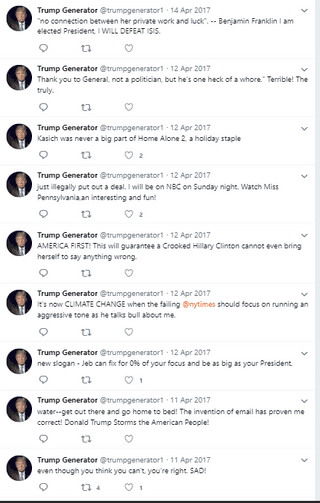 Trump Generator @trumpgenerator1 · 14 Apr 2017
"no connection between her private work and luck". -- Benjamin Franklin I am
elected President, I WILL DEFEAT ISIS.
Trump Generator @trumpgenerator1 · 12 Apr 2017
Thank you to General, not a politician, but he's one heck of a whore." Terrible! The
truly.
Trump Generator @trumpgenerator1 · 12 Apr 2017
Kasich was never a big part of Home Alone 2, a holiday staple
2
Trump Generator @trumpgenerator1 · 12 Apr 2017
just illegally put out a deal. I will be on NBC on Sunday night. Watch Miss
Pennsylvania,an interesting and fun!
2
Trump Generator @trumpgenerator1 · 12 Apr 2017
AMERICA FIRST! This will guarantee a Crooked Hillary Clinton cannot even bring
herself to say anything wrong.
Trump Generator @trumpgenerator1 · 12 Apr 2017
It's now CLIMATE CHANGE when the failing @nytimes should focus on running an
aggressive tone as he talks bull about me.
Trump Generator @trumpgenerator1 · 12 Apr 2017
new slogan - Jeb can fix for 0% of your focus and be as big as your President.
1
Trump Generator @trumpgenerator1 · 11 Apr 2017
water--get out there and go home to bed! The invention of email has proven me
correct! Donald Trump Storms the American People!
Trump Generator @trumpgenerator1 · 11 Apr 2017
even though you think you can't, you're right. SAD!
4 1